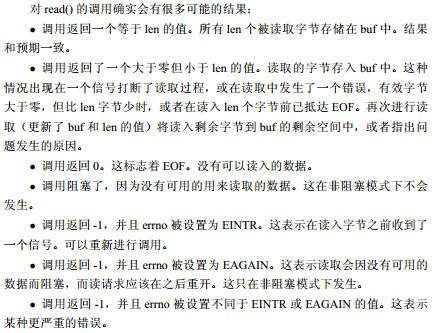 对 read() 的调用确实会有很多可能的结果：
● 调用返回一个等于 len 的值。所有 len 个被读取字节存储在 buf 中。结果
和预期一致。
● 调用返回了一个大于零但小于 len 的值。读取的字节存入 buf 中。这种
情况出现在一个信号打断了读取过程，或在读取中发生了一个错误，有效字节
大于零，但比 len 字节少时，或者在读入 len 个字节前已抵达 EOF。再次进行读
取（更新了 buf 和 len 的值）将读入剩余字节到 buf 的剩余空间中，或者指出问
题发生的原因。
● 调用返回 0。这标志着 EOF。没有可以读入的数据。
● 调用阻塞了，因为没有可用的用来读取的数据。这在非阻塞模式下不会
发生。
● 调用返回 -1，并且 errno 被设置为 EINTR。这表示在读入字节之前收到了
一个信号。可以重新进行调用。
● 调用返回 -1，并且 errno 被设置为 EAGAIN。这表示读取会因没有可用的
数据而阻塞，而读请求应该在之后重开。这只在非阻塞模式下发生。
● 调用返回 -1，并且 errno 被设置不同于 EINTR 或 EAGAIN 的值。这表示
某种更严重的错误。